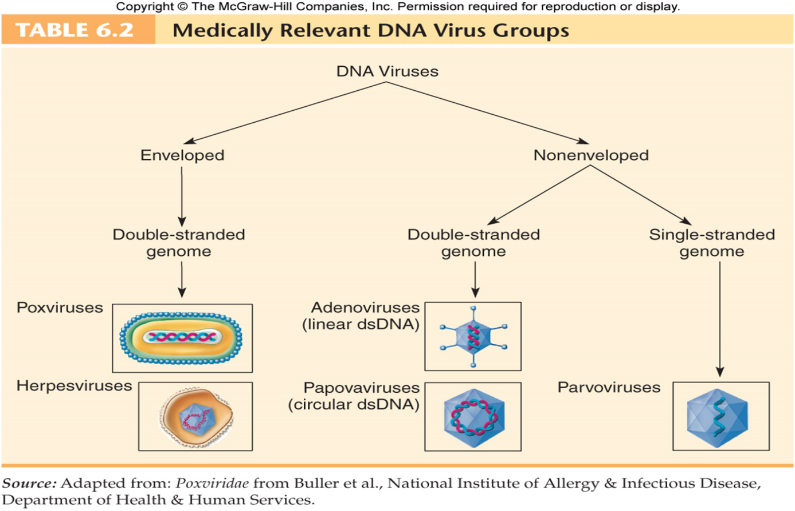 Copyright © The McGraw-Hill Companies, Inc. Permission required for reproduction or display.
TABLE 6.2 Medically Relevant DNA Virus Groups
DNA Viruses
Enveloped
Nonenveloped
Double-stranded
genome
Double-stranded
genome
Single-stranded
genome
Poxviruses
Adenoviruses
(linear dsDNA)
Herpesviruses
Papovaviruses
(circular dsDNA)
Parvoviruses
Source: Adapted from: Poxviridae from Buller et al., National Institute of Allergy & Infectious Disease,
Department of Health & Human Services.